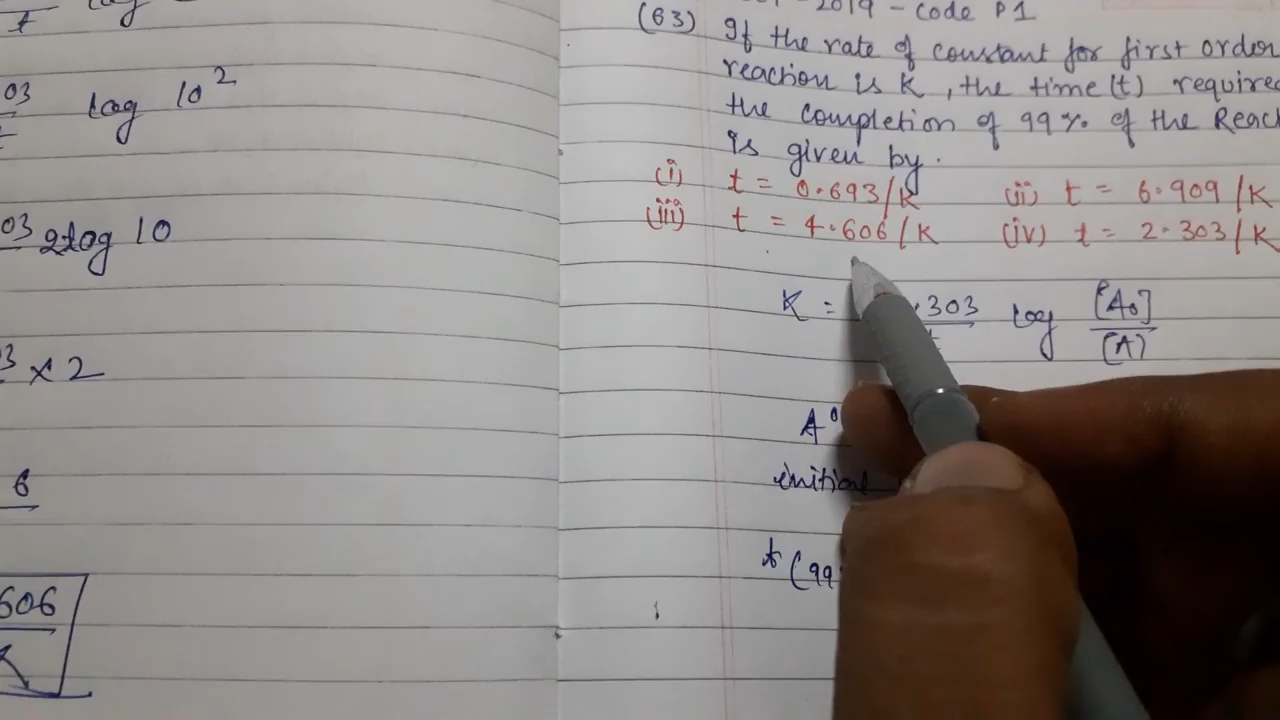 t
03 log 10²
t
03 2log 10
3 × 2
6
606
2019 - Code P1
(63) If the rate of constant for first order
reaction is K, the time (t) required
the completion of 99% of the Reac
is given by.
(i) t = 0.693/K (ii) t = 6.909/K
(iii) t = 4.606/K (iv) t = 2.303/K
K = .303 log [A₀]
t [A]
A⁰
initial
t (99